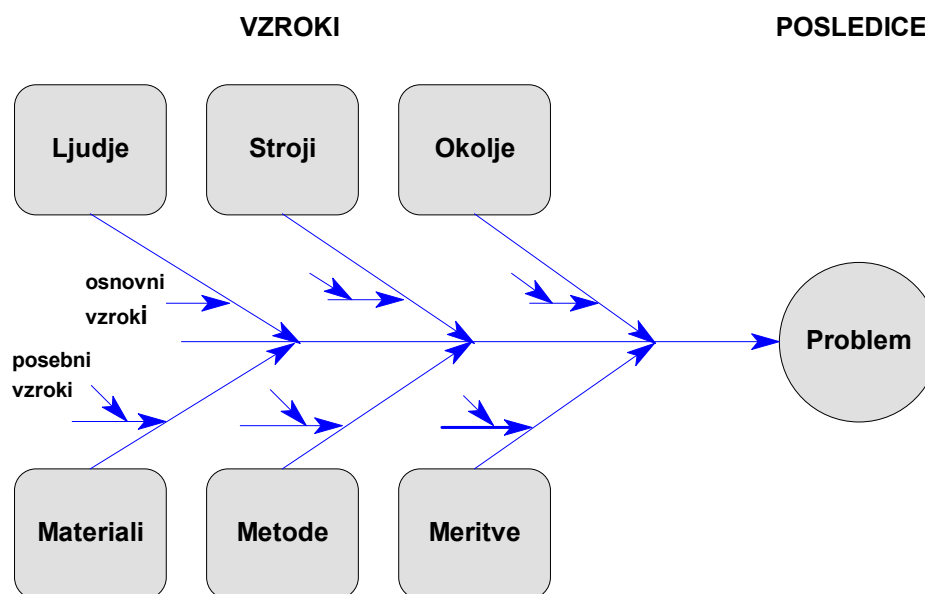 VZROKI
POSLEDICE
Ljudje
Stroji
Okolje
osnovni
vzroki
Problem
posebni
vzroki
Materiali
Metode
Meritve